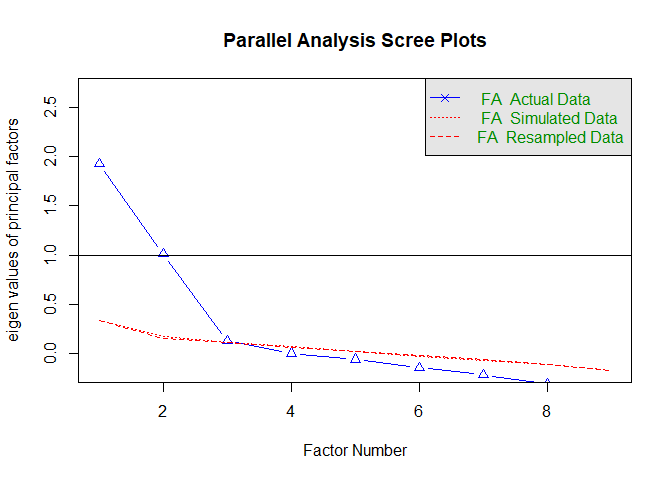 Parallel Analysis Scree Plots
FA Actual Data
FA Simulated Data
FA Resampled Data
eigen values of principal factors
2.5
2.0
1.5
1.0
0.5
0.0
2 4 6 8
Factor Number